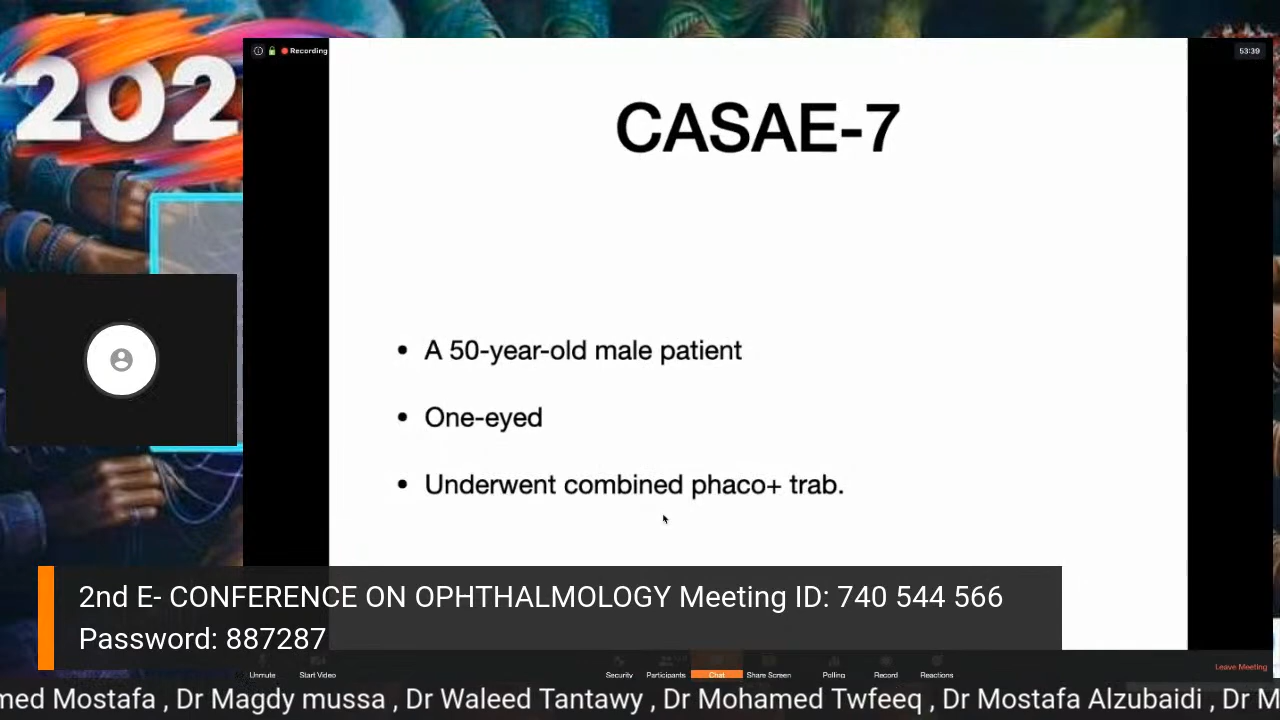 202
Recording
53:39
CASAE-7
• A 50-year-old male patient
• One-eyed
• Underwent combined phaco+ trab.
2nd E- CONFERENCE ON OPHTHALMOLOGY Meeting ID: 740 544 566
Password: 887287
Unmute Start Video Security Participants Chat Share Screen Polling Record Reactions Leave Meeting
med Mostafa , Dr Magdy mussa , Dr Waleed Tantawy , Dr Mohamed Twfeeq , Dr Mostafa Alzubaidi , Dr M